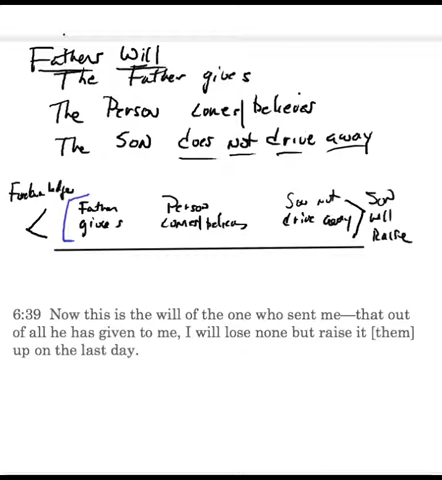 Fathers Will
The Father gives
The Person comes/believes
The SON does not drive away
Father Person Son not Son
gives comes/believes drive away will
Raise
6:39 Now this is the will of the one who sent me—that out
of all he has given to me, I will lose none but raise it [them]
up on the last day.